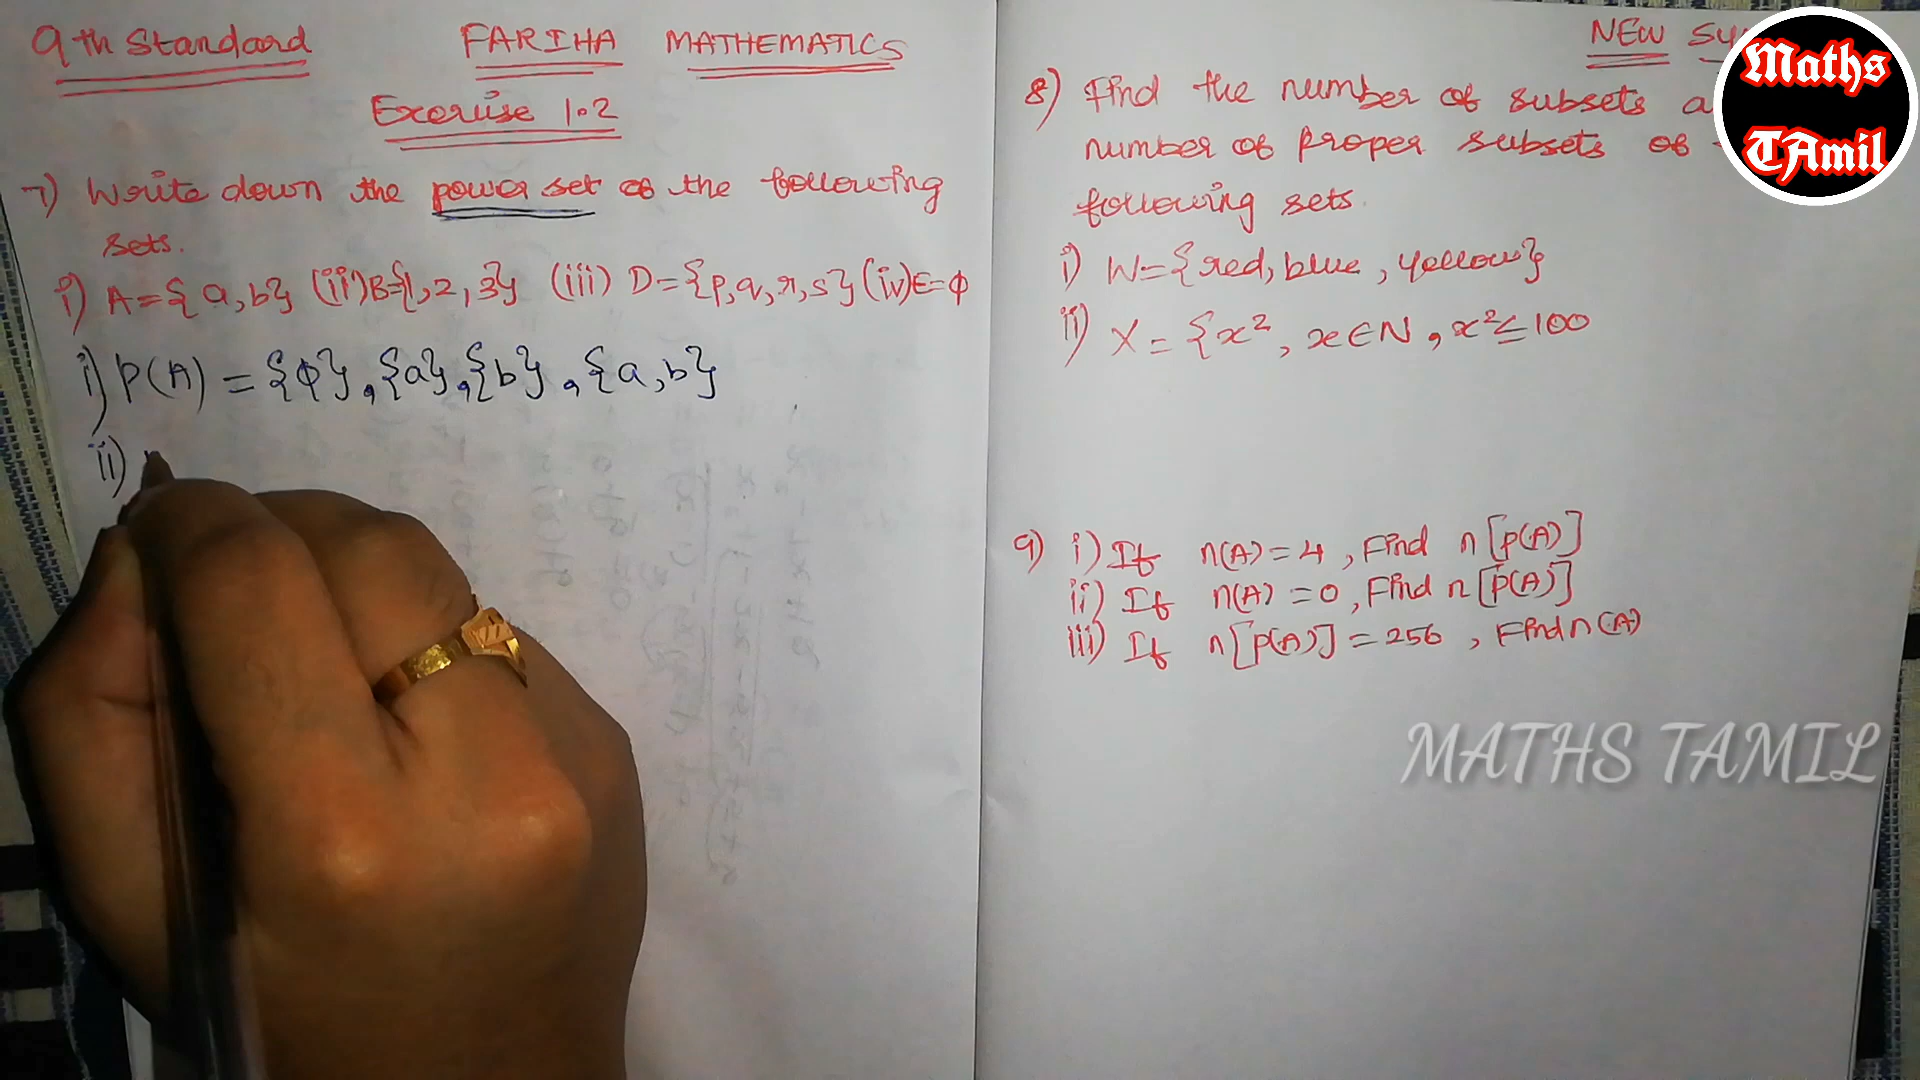 9th Standard FARIHA MATHEMATICS
Exercise 1.2
7) Write down the power set of the following
sets.
i) A={a,b} (ii) B={1,2,3} (iii) D={p,q,r,s} (iv) E=ϕ
i) P(A) = {ϕ},{a},{b},{a,b}
ii)
NEW
8) Find the number of subsets
number of proper subsets of
following sets.
i) W={red, blue, yellow}
ii) X = {x², x∈N, x²≤100
9) i) If n(A)=4, Find n[p(A)]
ii) If n(A)=0, Find n[p(A)]
iii) If n[p(A)]=256, Find n(A)
Maths
TAmil
MATHS TAMIL